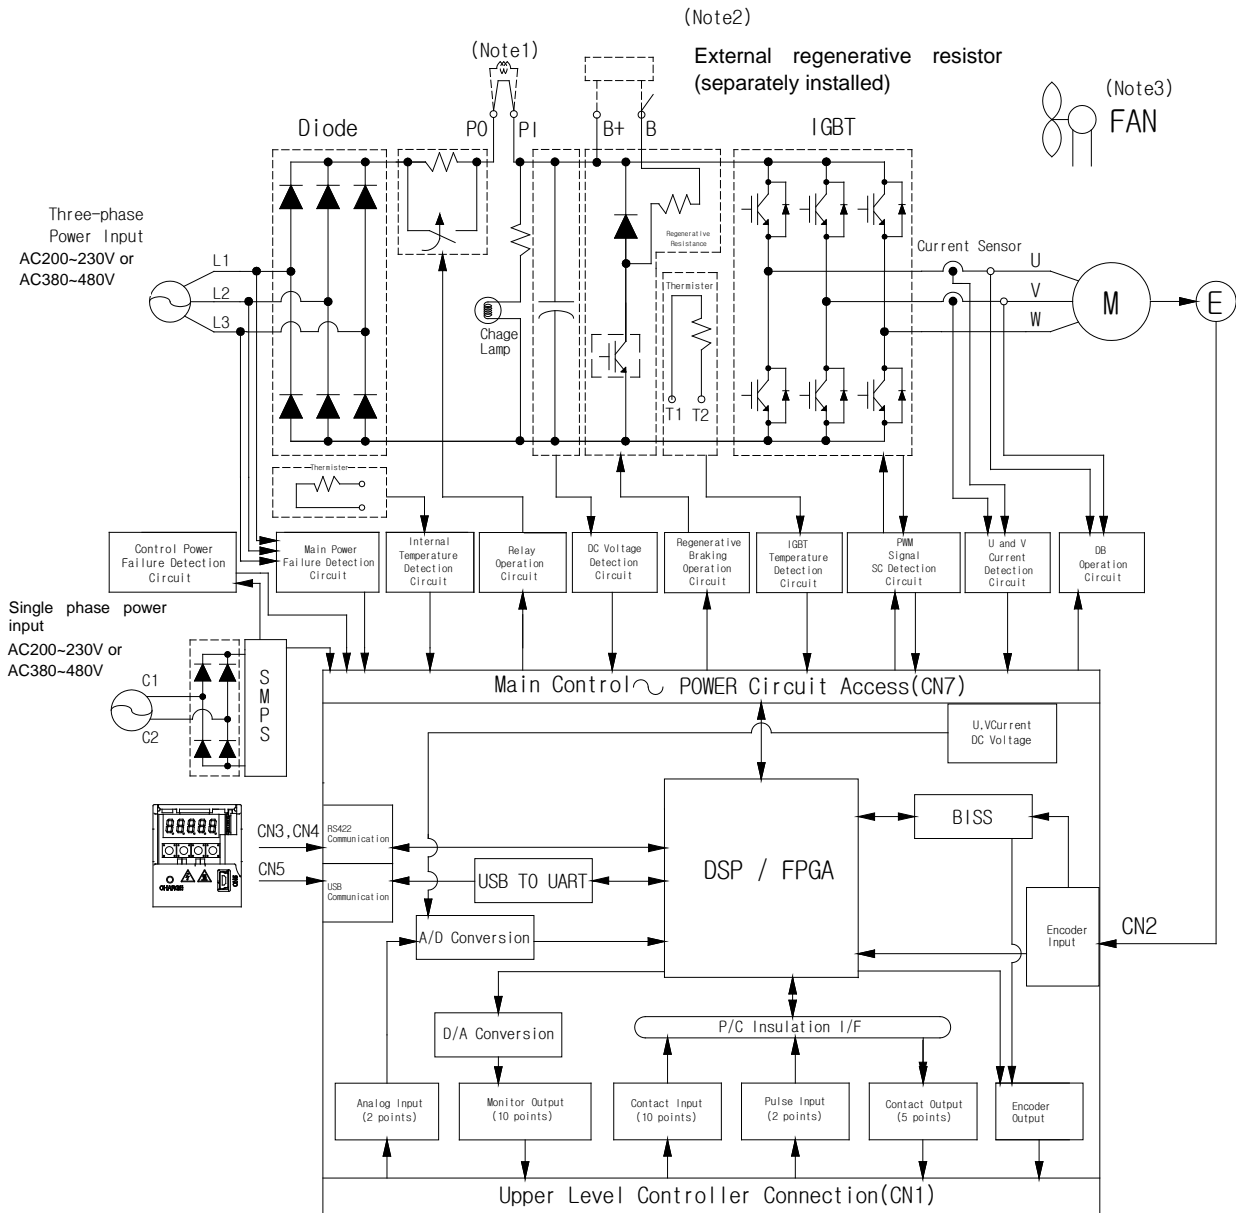 (Note2)
(Note1)
External regenerative resistor
(separately installed)
(Note3)
FAN
Diode
PO
PI
B+
B
IGBT
Three-phase
Power Input
AC200~230V or
AC380~480V
L1
L2
L3
Regenerative
Resistance
Thermister
T1
T2
Chage
Lamp
Current Sensor
U
V
W
M
E
Thermister
Control Power
Failure Detection
Circuit
Main Power
Failure Detection
Circuit
Internal
Temperature
Detection
Circuit
Relay
Operation
Circuit
DC Voltage
Detection
Circuit
Regenerative
Braking
Operation
Circuit
IGBT
Temperature
Detection
Circuit
PWM
Signal
SC Detection
Circuit
U and V
Current
Detection
Circuit
DB
Operation
Circuit
Single phase power
input
AC200~230V or
AC380~480V
C1
C2
SMPS
Main Control~ POWER Circuit Access(CN7)
U,VCurrent
DC Voltage
CHARGE
CN3,CN4
CN5
RS422
Communication
USB
Communication
USB TO UART
A/D Conversion
DSP / FPGA
BISS
Encoder
Input
CN2
D/A Conversion
P/C Insulation I/F
Analog Input
(2 points)
Monitor Output
(10 points)
Contact Input
(10 points)
Pulse Input
(2 points)
Contact Output
(5 points)
Encoder
Output
Upper Level Controller Connection(CN1)